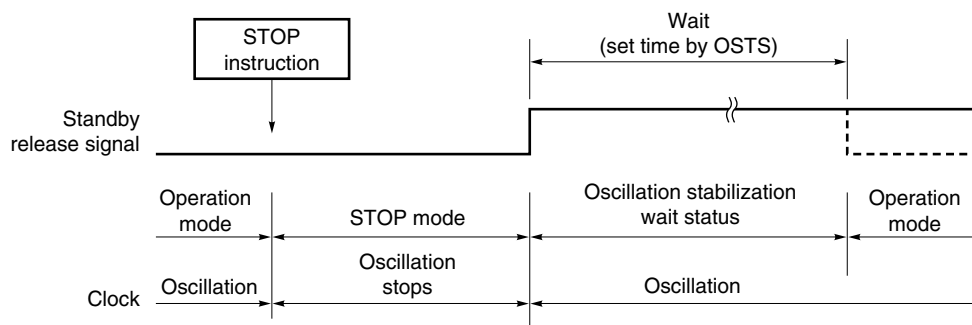 Wait
(set time by OSTS)
STOP
instruction
Standby
release signal
Operation
mode
STOP mode
Oscillation stabilization
wait status
Operation
mode
Clock
Oscillation
Oscillation
stops
Oscillation